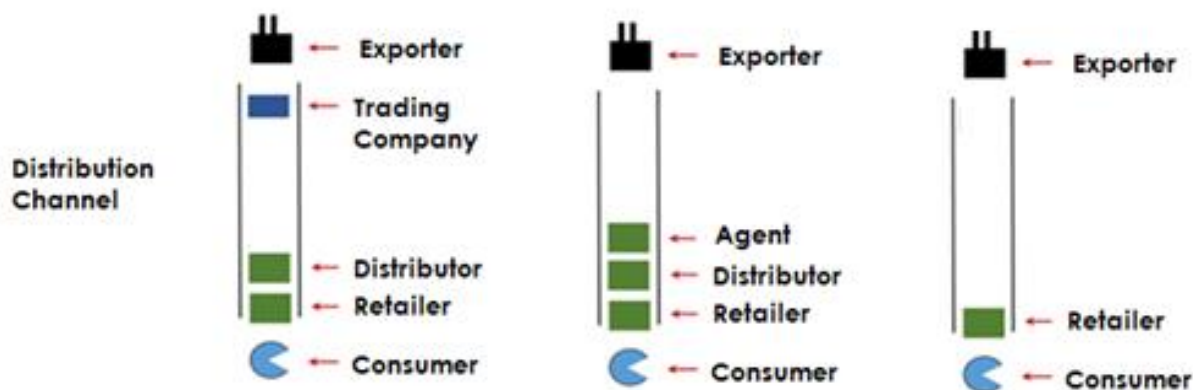 Distribution
Channel
Exporter
Trading
Company
Distributor
Retailer
Consumer
Exporter
Agent
Distributor
Retailer
Consumer
Exporter
Retailer
Consumer